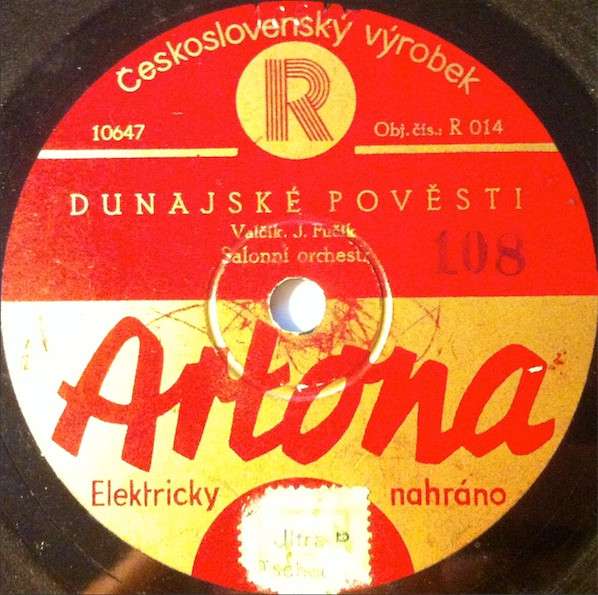 Československý výrobek
R
10647
Obj. čís.: R 014
DUNAJSKÉ POVĚSTI
Valčík. J. Fučík
Salonní orchestr
108
Artona
Elektricky nahráno